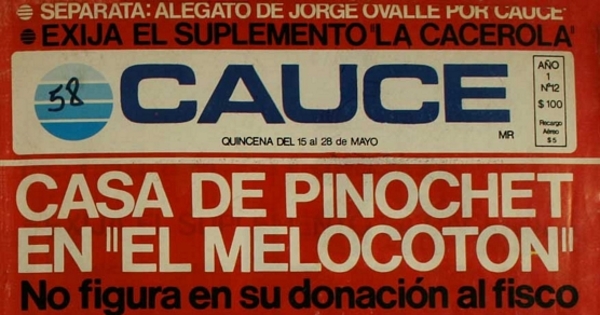 SEPARATA: ALEGATO DE JORGE OVALLE POR CAUCE
EXIJA EL SUPLEMENTO "LA CACEROLA"
58
CAUCE
MR
AÑO
1
Nº12
$ 100
Recargo
Aéreo
$ 5
QUINCENA DEL 15 al 28 de MAYO
CASA DE PINOCHET
EN "EL MELOCOTON"
No figura en su donación al fisco